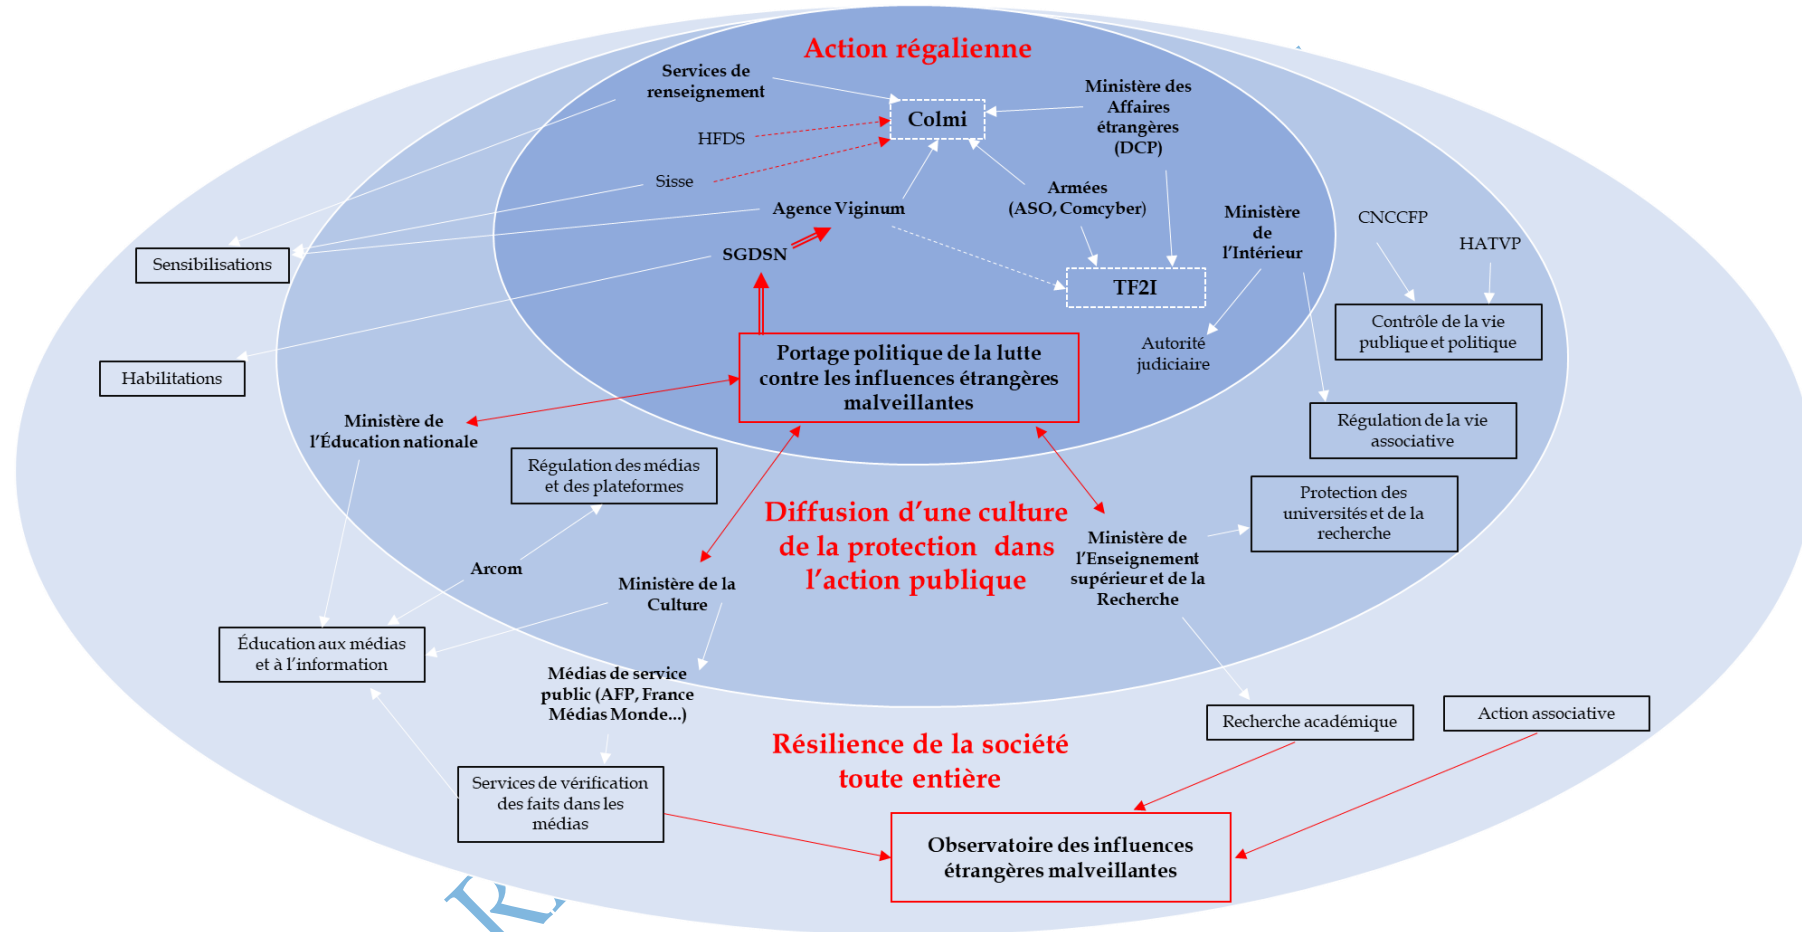 Action régalienne
Services de
renseignement
Ministère des
Affaires
étrangères
(DCP)
Colmi
HFDS
Sisse
Armées
(ASO, Comcyber)
Agence Viginum
Ministère
de
l’Intérieur
CNCCFP
HATVP
SGDSN
Sensibilisations
TF2I
Contrôle de la vie
publique et politique
Autorité
judiciaire
Portage politique de la lutte
contre les influences étrangères
malveillantes
Habilitations
Ministère de
l’Éducation nationale
Régulation de la vie
associative
Régulation des médias
et des plateformes
Protection des
universités et de la
recherche
Diffusion d’une culture
de la protection dans
l’action publique
Ministère de
l’Enseignement
supérieur et de la
Recherche
Arcom
Ministère de la
Culture
Éducation aux médias
et à l’information
Médias de service
public (AFP, France
Médias Monde...)
Recherche académique
Action associative
Résilience de la société
toute entière
Services de vérification
des faits dans les
médias
Observatoire des influences
étrangères malveillantes